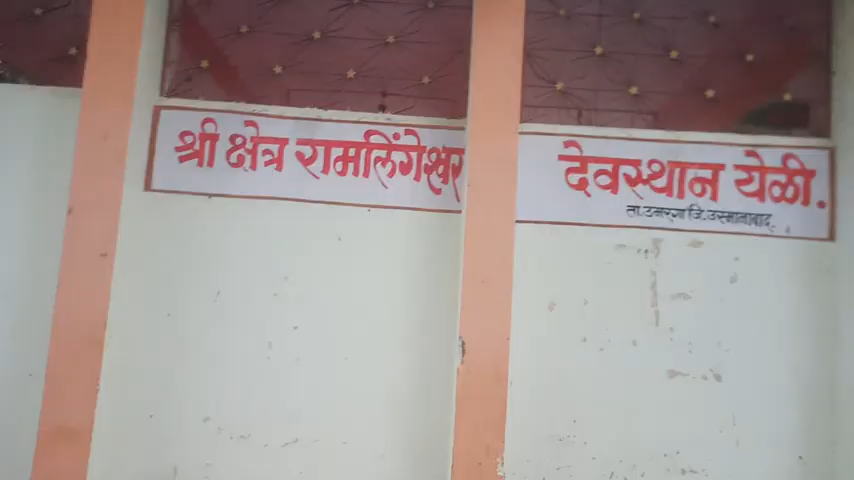 श्री क्षेत्र रामलिंगेश्वर देवस्थान येळी.
ता.उमरगा जि.उस्मानाबाद.